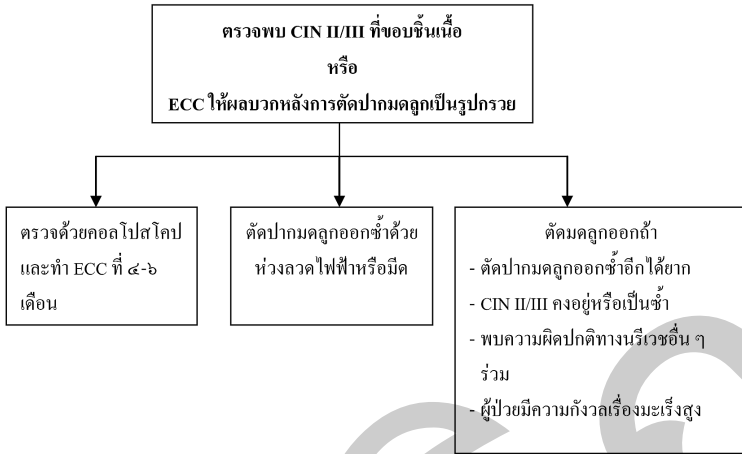 ตรวจพบ CIN II/III ที่ขอบชิ้นเนื้อ
หรือ
ECC ให้ผลบวกหลังการตัดปากมดลูกเป็นรูปกรวย
ตรวจด้วยคอลโปสโคป
และทำ ECC ที่ ๔-๖
เดือน
ตัดปากมดลูกออกซ้ำด้วย
ห่วงลวดไฟฟ้าหรือมีด
ตัดมดลูกออกถ้า
- ตัดปากมดลูกออกซ้ำอีกได้ยาก
- CIN II/III คงอยู่หรือเป็นซ้ำ
- พบความผิดปกติทางนรีเวชอื่น ๆ
ร่วม
- ผู้ป่วยมีความกังวลเรื่องมะเร็งสูง